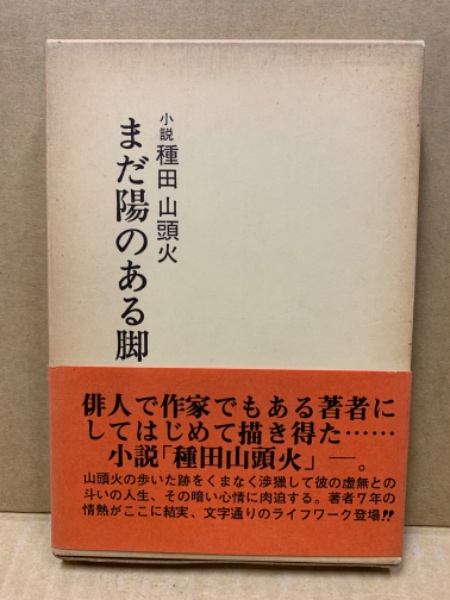 小説 種田 山頭火
まだ陽のある脚
俳人で作家でもある著者に
してはじめて描き得た……
小説「種田山頭火」―。
山頭火の歩いた跡をくまなく渉獵して彼の虚無との
斗いの人生、その暗い心情に肉迫する。著者7年の
情熱がここに結実、文字通りのライフワーク登場!!